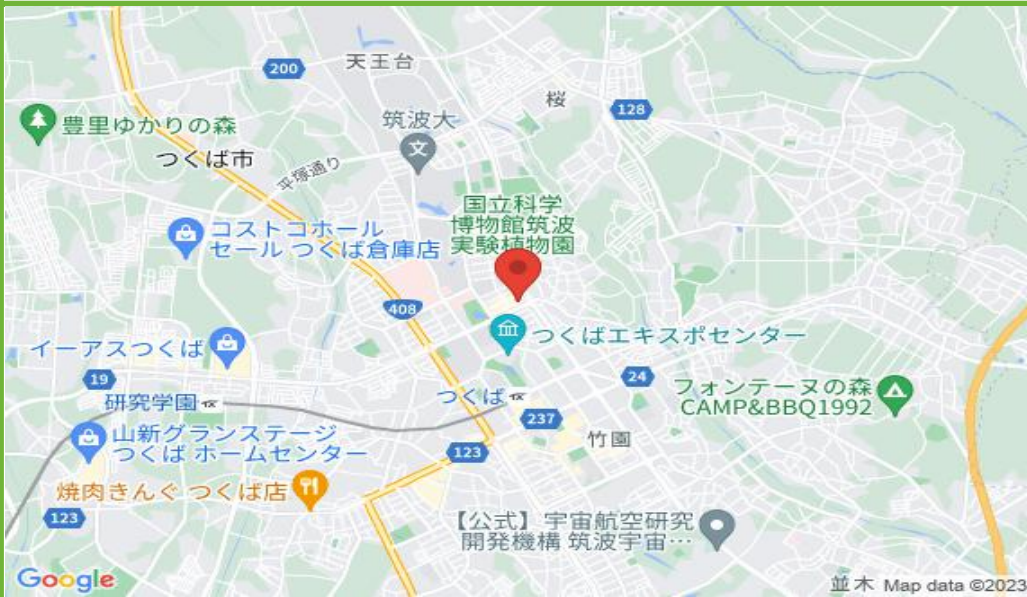 200
天王台
桜
128
筑波大
文
豊里ゆかりの森
つくば市
平塚通り
国立科学
博物館筑波
実験植物園
コストコホール
セール つくば倉庫店
408
つくばエキスポセンター
イーアスつくば
19
研究学園
つくば
24
フォンテーヌの森
CAMP&BBQ1992
237
竹園
山新グランステージ
つくば ホームセンター
123
焼肉きんぐ つくば店
123
【公式】宇宙航空研究
開発機構 筑波宇宙…
Google
並木
Map data ©2023